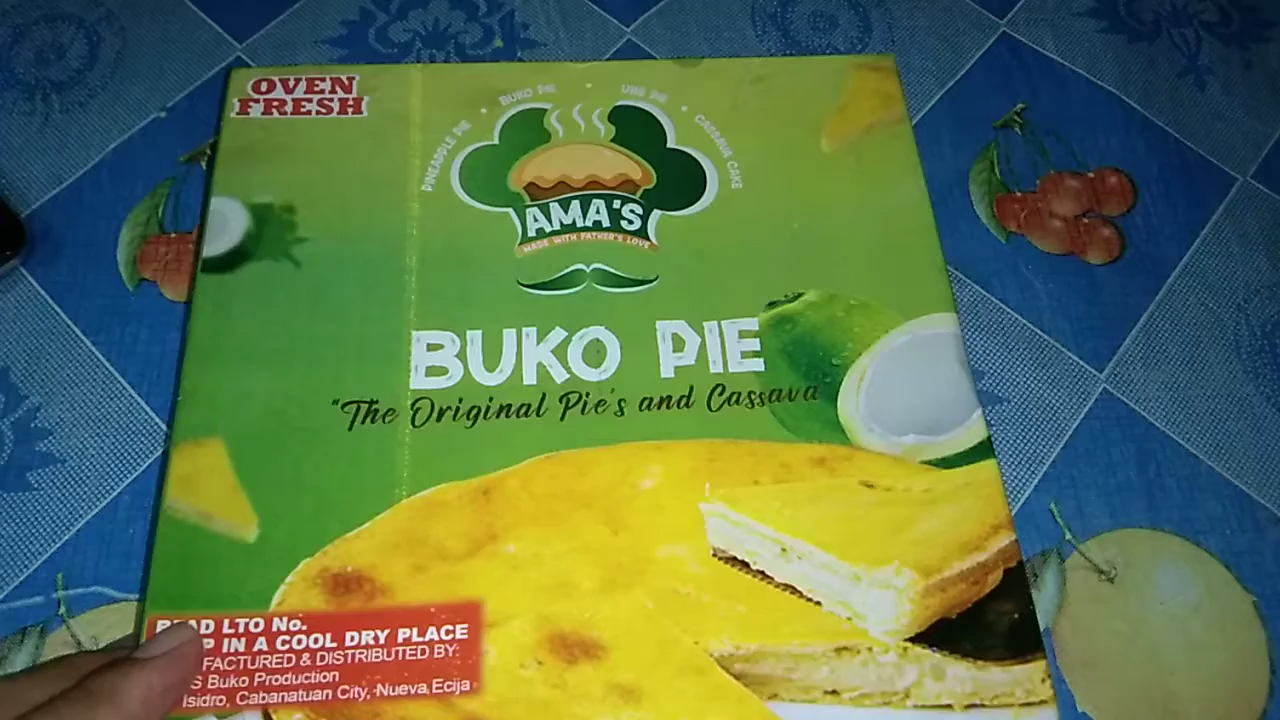 OVEN
FRESH
PINEAPPLE PIE • BUKO PIE • UBE PIE • CASSAVA CAKE
AMA'S
MADE WITH FATHER'S LOVE
BUKO PIE
"The Original Pie's and Cassava
LTO No.
IN A COOL DRY PLACE
FACTURED & DISTRIBUTED BY:
S Buko Production
Isidro, Cabanatuan City, Nueva Ecija